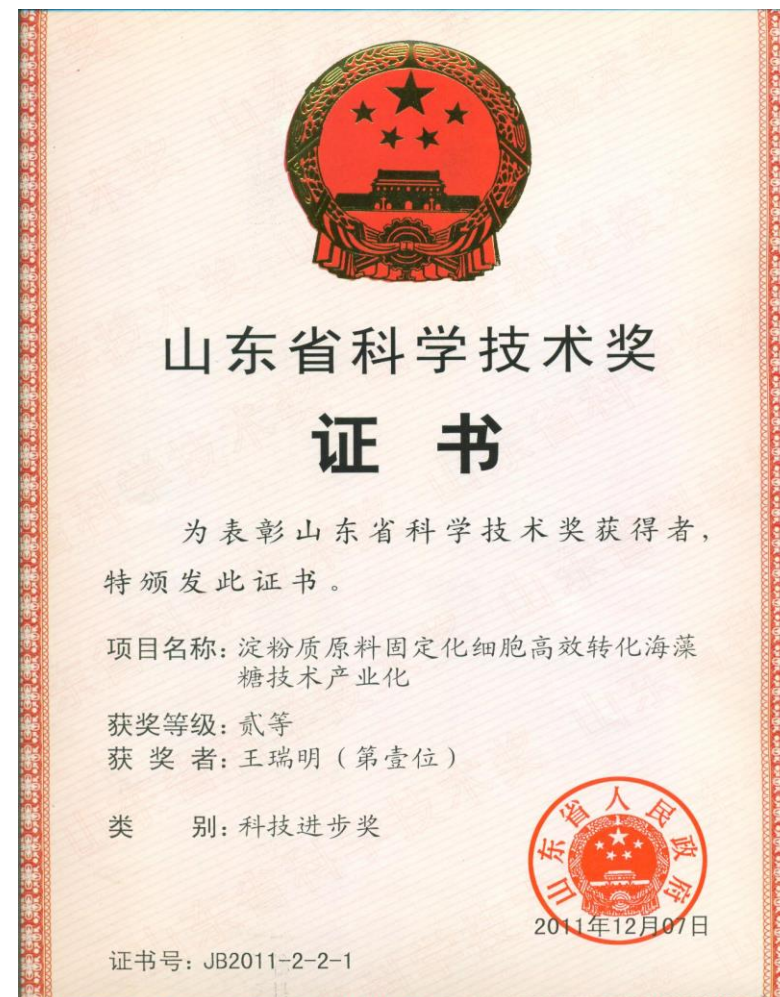 山东省科学技术奖
证书
为表彰山东省科学技术奖获得者，
特颁发此证书。
项目名称：淀粉质原料固定化细胞高效转化海藻
糖技术产业化
获奖等级：贰等
获奖者：王瑞明（第壹位）
类别：科技进步奖
山东省人民政府
2011年12月07日
证书号：JB2011-2-2-1